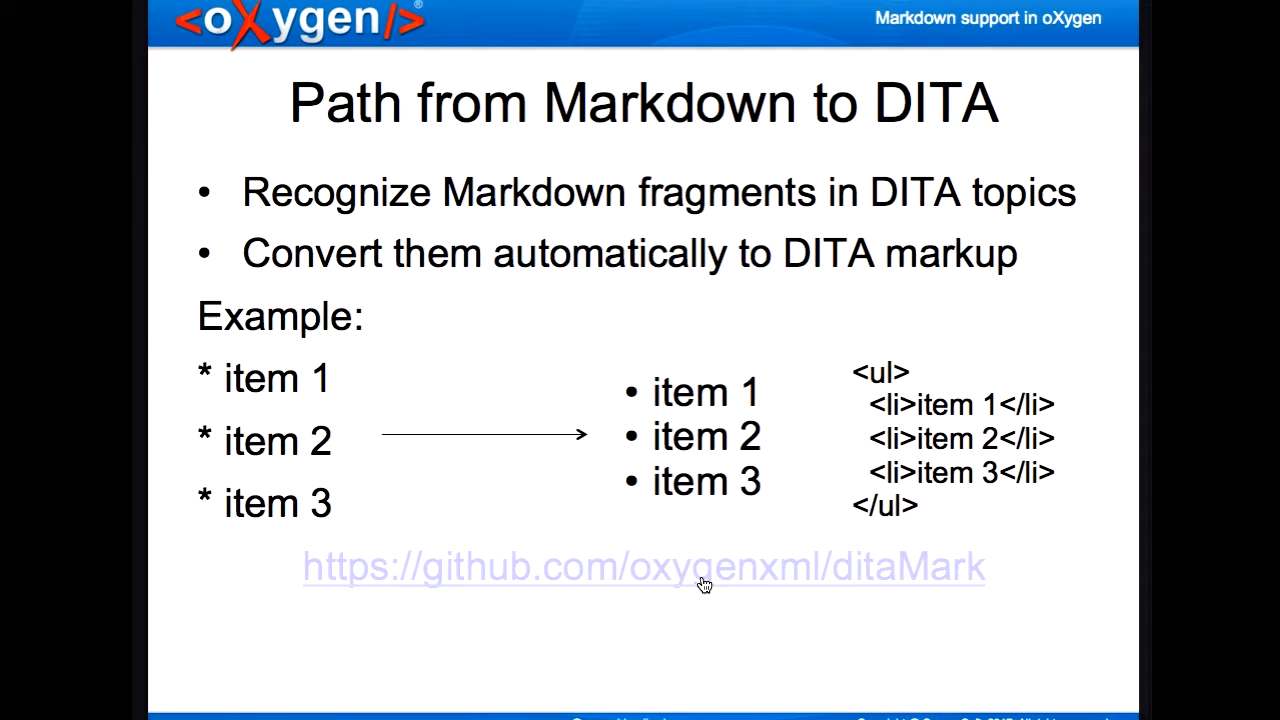 <oXygen/>®
Markdown support in oXygen
Path from Markdown to DITA
• Recognize Markdown fragments in DITA topics
• Convert them automatically to DITA markup
Example:
* item 1
* item 2
* item 3
• item 1
• item 2
• item 3
<ul>
<li>item 1</li>
<li>item 2</li>
<li>item 3</li>
</ul>
https://github.com/oxygenxml/ditaMark